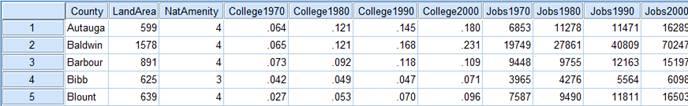 County LandArea NatAmenity College1970 College1980 College1990 College2000 Jobs1970 Jobs1980 Jobs1990 Jobs2000
1 Autauga 599 4 .064 .121 .145 .180 6853 11278 11471 16289
2 Baldwin 1578 4 .065 .121 .168 .231 19749 27861 40809 70247
3 Barbour 891 4 .073 .092 .118 .109 9448 9755 12163 15197
4 Bibb 625 3 .042 .049 .047 .071 3965 4276 5564 6098
5 Blount 639 4 .027 .053 .070 .096 7587 9490 11811 16503